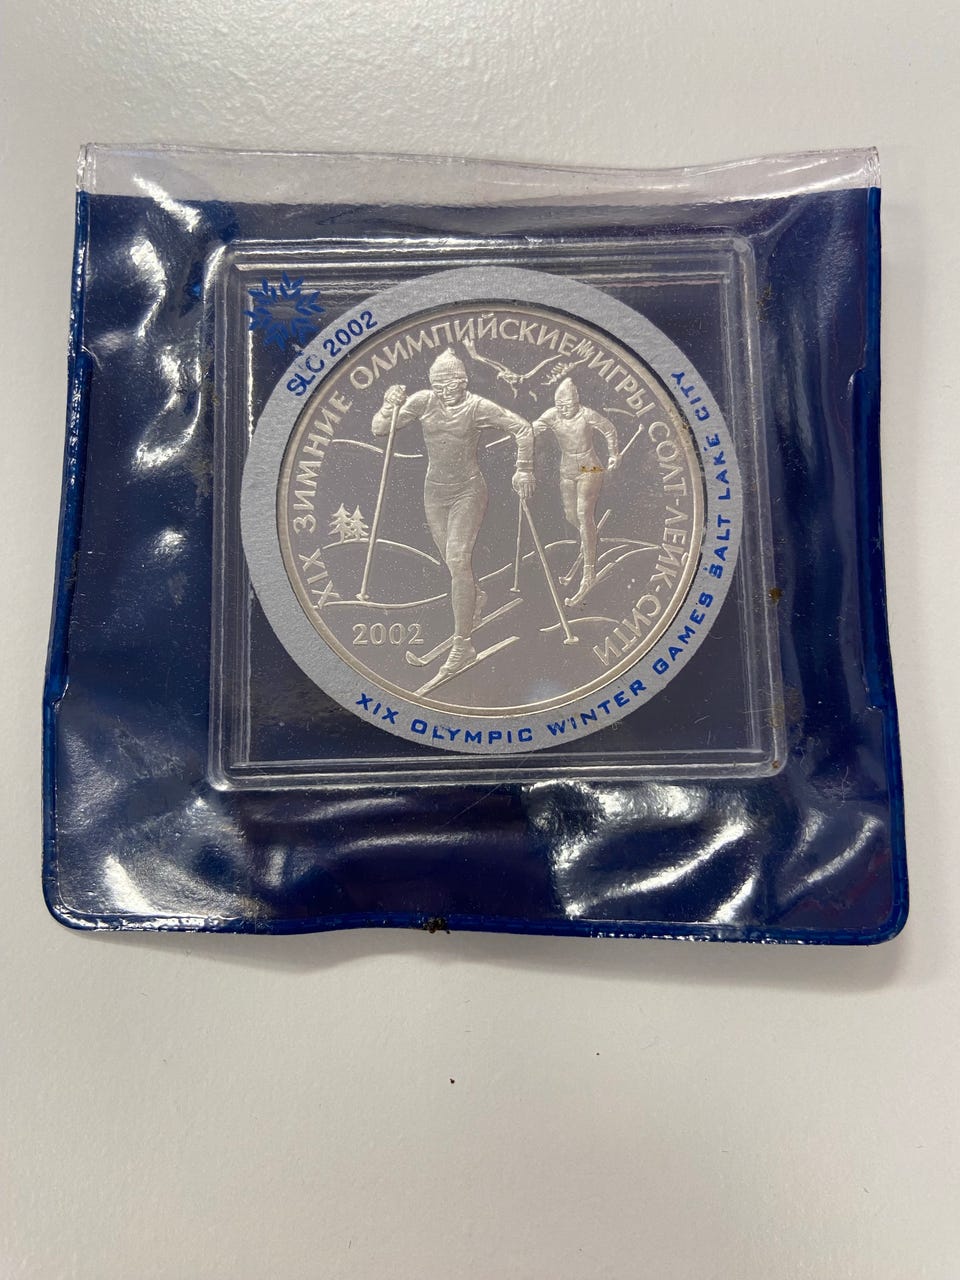 SLC 2002
XIX ЗИМНИЕ ОЛИМПИЙСКИЕ ИГРЫ СОЛТ-ЛЕЙК-СИТИ
2002
XIX OLYMPIC WINTER GAMES SALT LAKE CITY